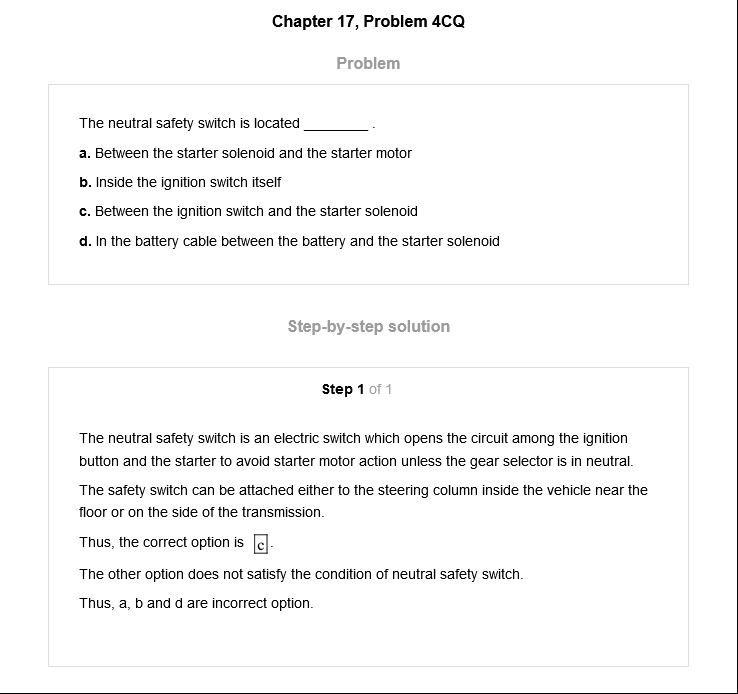 Chapter 17, Problem 4CQ
Problem
The neutral safety switch is located ________ .
a. Between the starter solenoid and the starter motor
b. Inside the ignition switch itself
c. Between the ignition switch and the starter solenoid
d. In the battery cable between the battery and the starter solenoid
Step-by-step solution
Step 1 of 1
The neutral safety switch is an electric switch which opens the circuit among the ignition
button and the starter to avoid starter motor action unless the gear selector is in neutral.
The safety switch can be attached either to the steering column inside the vehicle near the
floor or on the side of the transmission.
Thus, the correct option is c.
The other option does not satisfy the condition of neutral safety switch.
Thus, a, b and d are incorrect option.